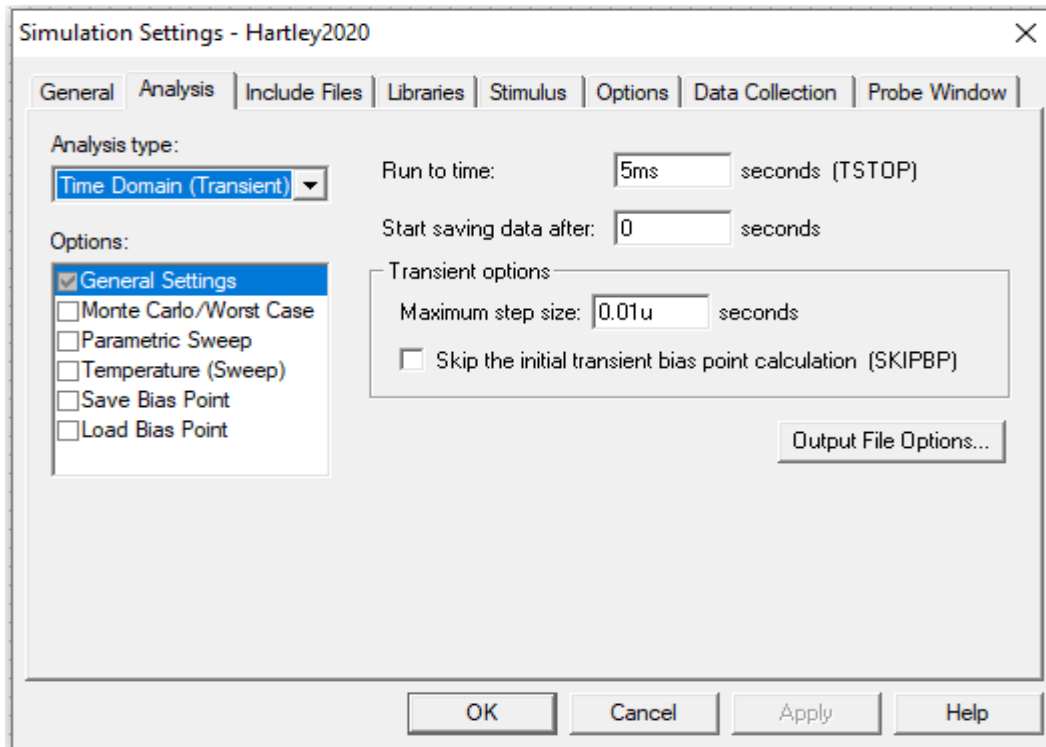 Simulation Settings - Hartley2020
General Analysis Include Files Libraries Stimulus Options Data Collection Probe Window
Analysis type:
Time Domain (Transient)
Options:
General Settings
Monte Carlo/Worst Case
Parametric Sweep
Temperature (Sweep)
Save Bias Point
Load Bias Point
Run to time: 5ms seconds (TSTOP)
Start saving data after: 0 seconds
Transient options
Maximum step size: 0.01u seconds
Skip the initial transient bias point calculation (SKIPBP)
Output File Options...
OK Cancel Apply Help